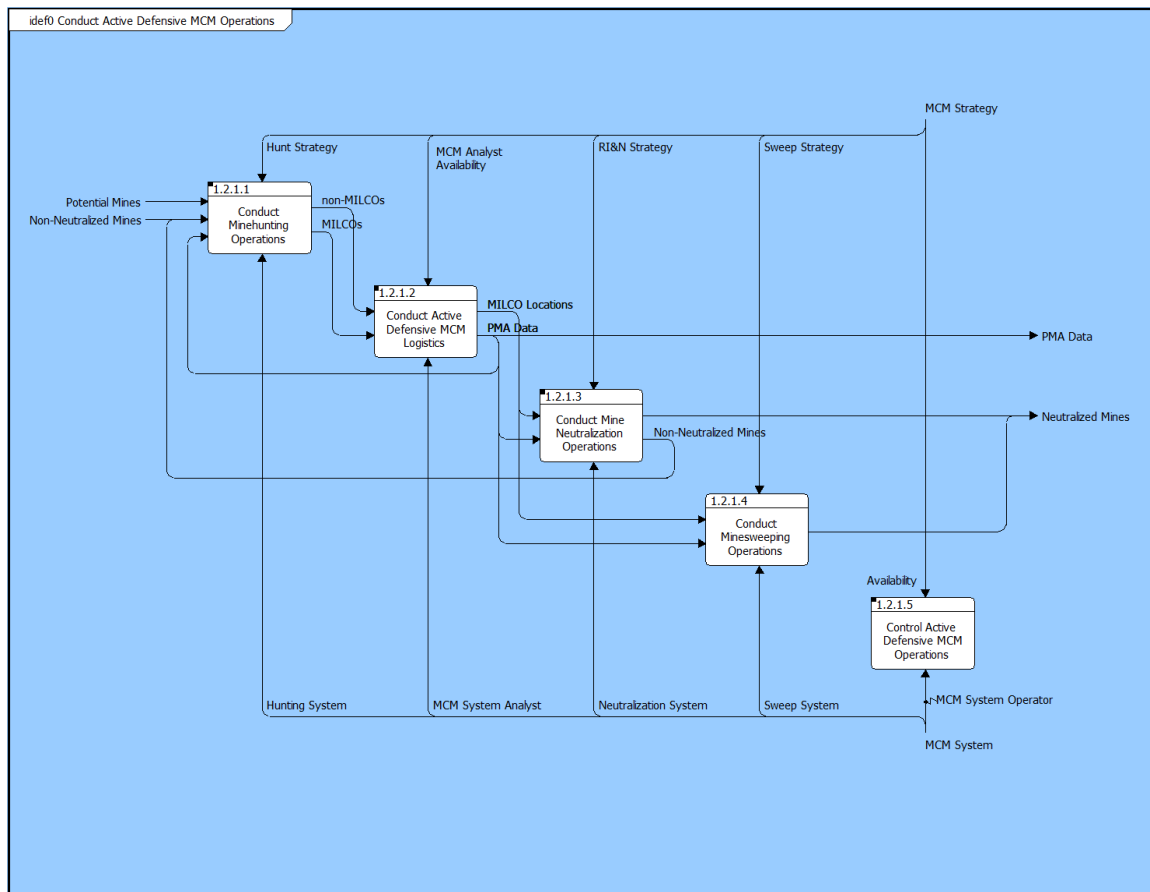 idef0 Conduct Active Defensive MCM Operations
MCM Strategy
Hunt Strategy
MCM Analyst
Availability
RI&N Strategy
Sweep Strategy
Potential Mines
Non-Neutralized Mines
1.2.1.1
Conduct
Minehunting
Operations
non-MILCOs
MILCOs
1.2.1.2
Conduct Active
Defensive MCM
Logistics
MILCO Locations
PMA Data
PMA Data
1.2.1.3
Conduct Mine
Neutralization
Operations
Non-Neutralized Mines
Neutralized Mines
1.2.1.4
Conduct
Minesweeping
Operations
Availability
1.2.1.5
Control Active
Defensive MCM
Operations
Hunting System
MCM System Analyst
Neutralization System
Sweep System
MCM System Operator
MCM System